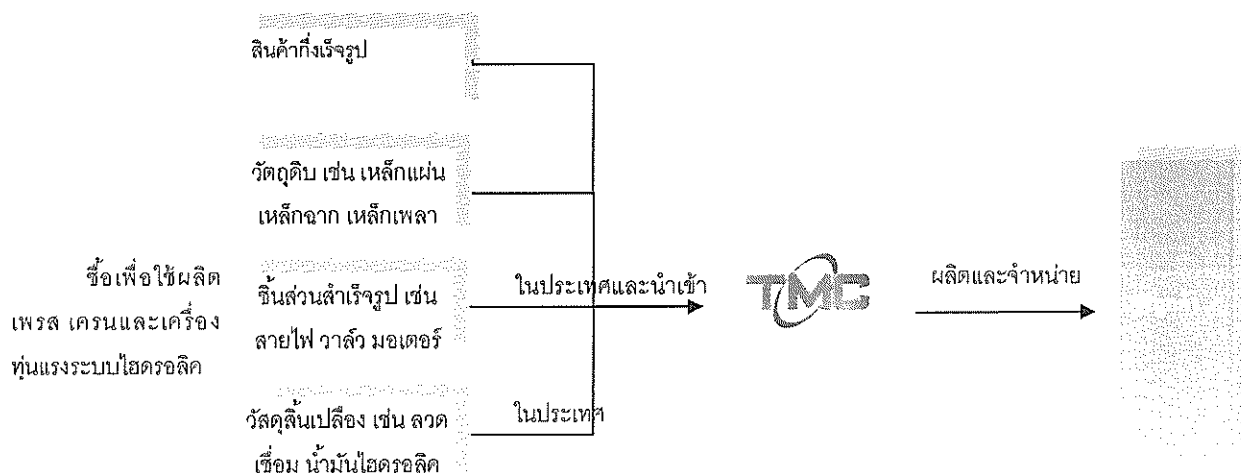 สินค้ากึ่งเร็จรูป
วัตถุดิบ เช่น เหล็กแผ่น
เหล็กฉาก เหล็กเพลา
ซื้อเพื่อใช้ผลิต
เพรส เครนและเครื่อง
ทุ่นแรงระบบไฮดรอลิค
ชิ้นส่วนสำเร็จรูป เช่น
สายไฟ วาล์ว มอเตอร์
ในประเทศและนำเข้า
TMC
ผลิตและจำหน่าย
วัสดุสิ้นเปลือง เช่น ลวด
เชื่อม น้ำมันไฮดรอลิค
ในประเทศ